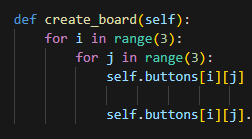 def create_board(self):
    for i in range(3):
        for j in range(3):
            self.buttons[i][j]
            self.buttons[i][j].